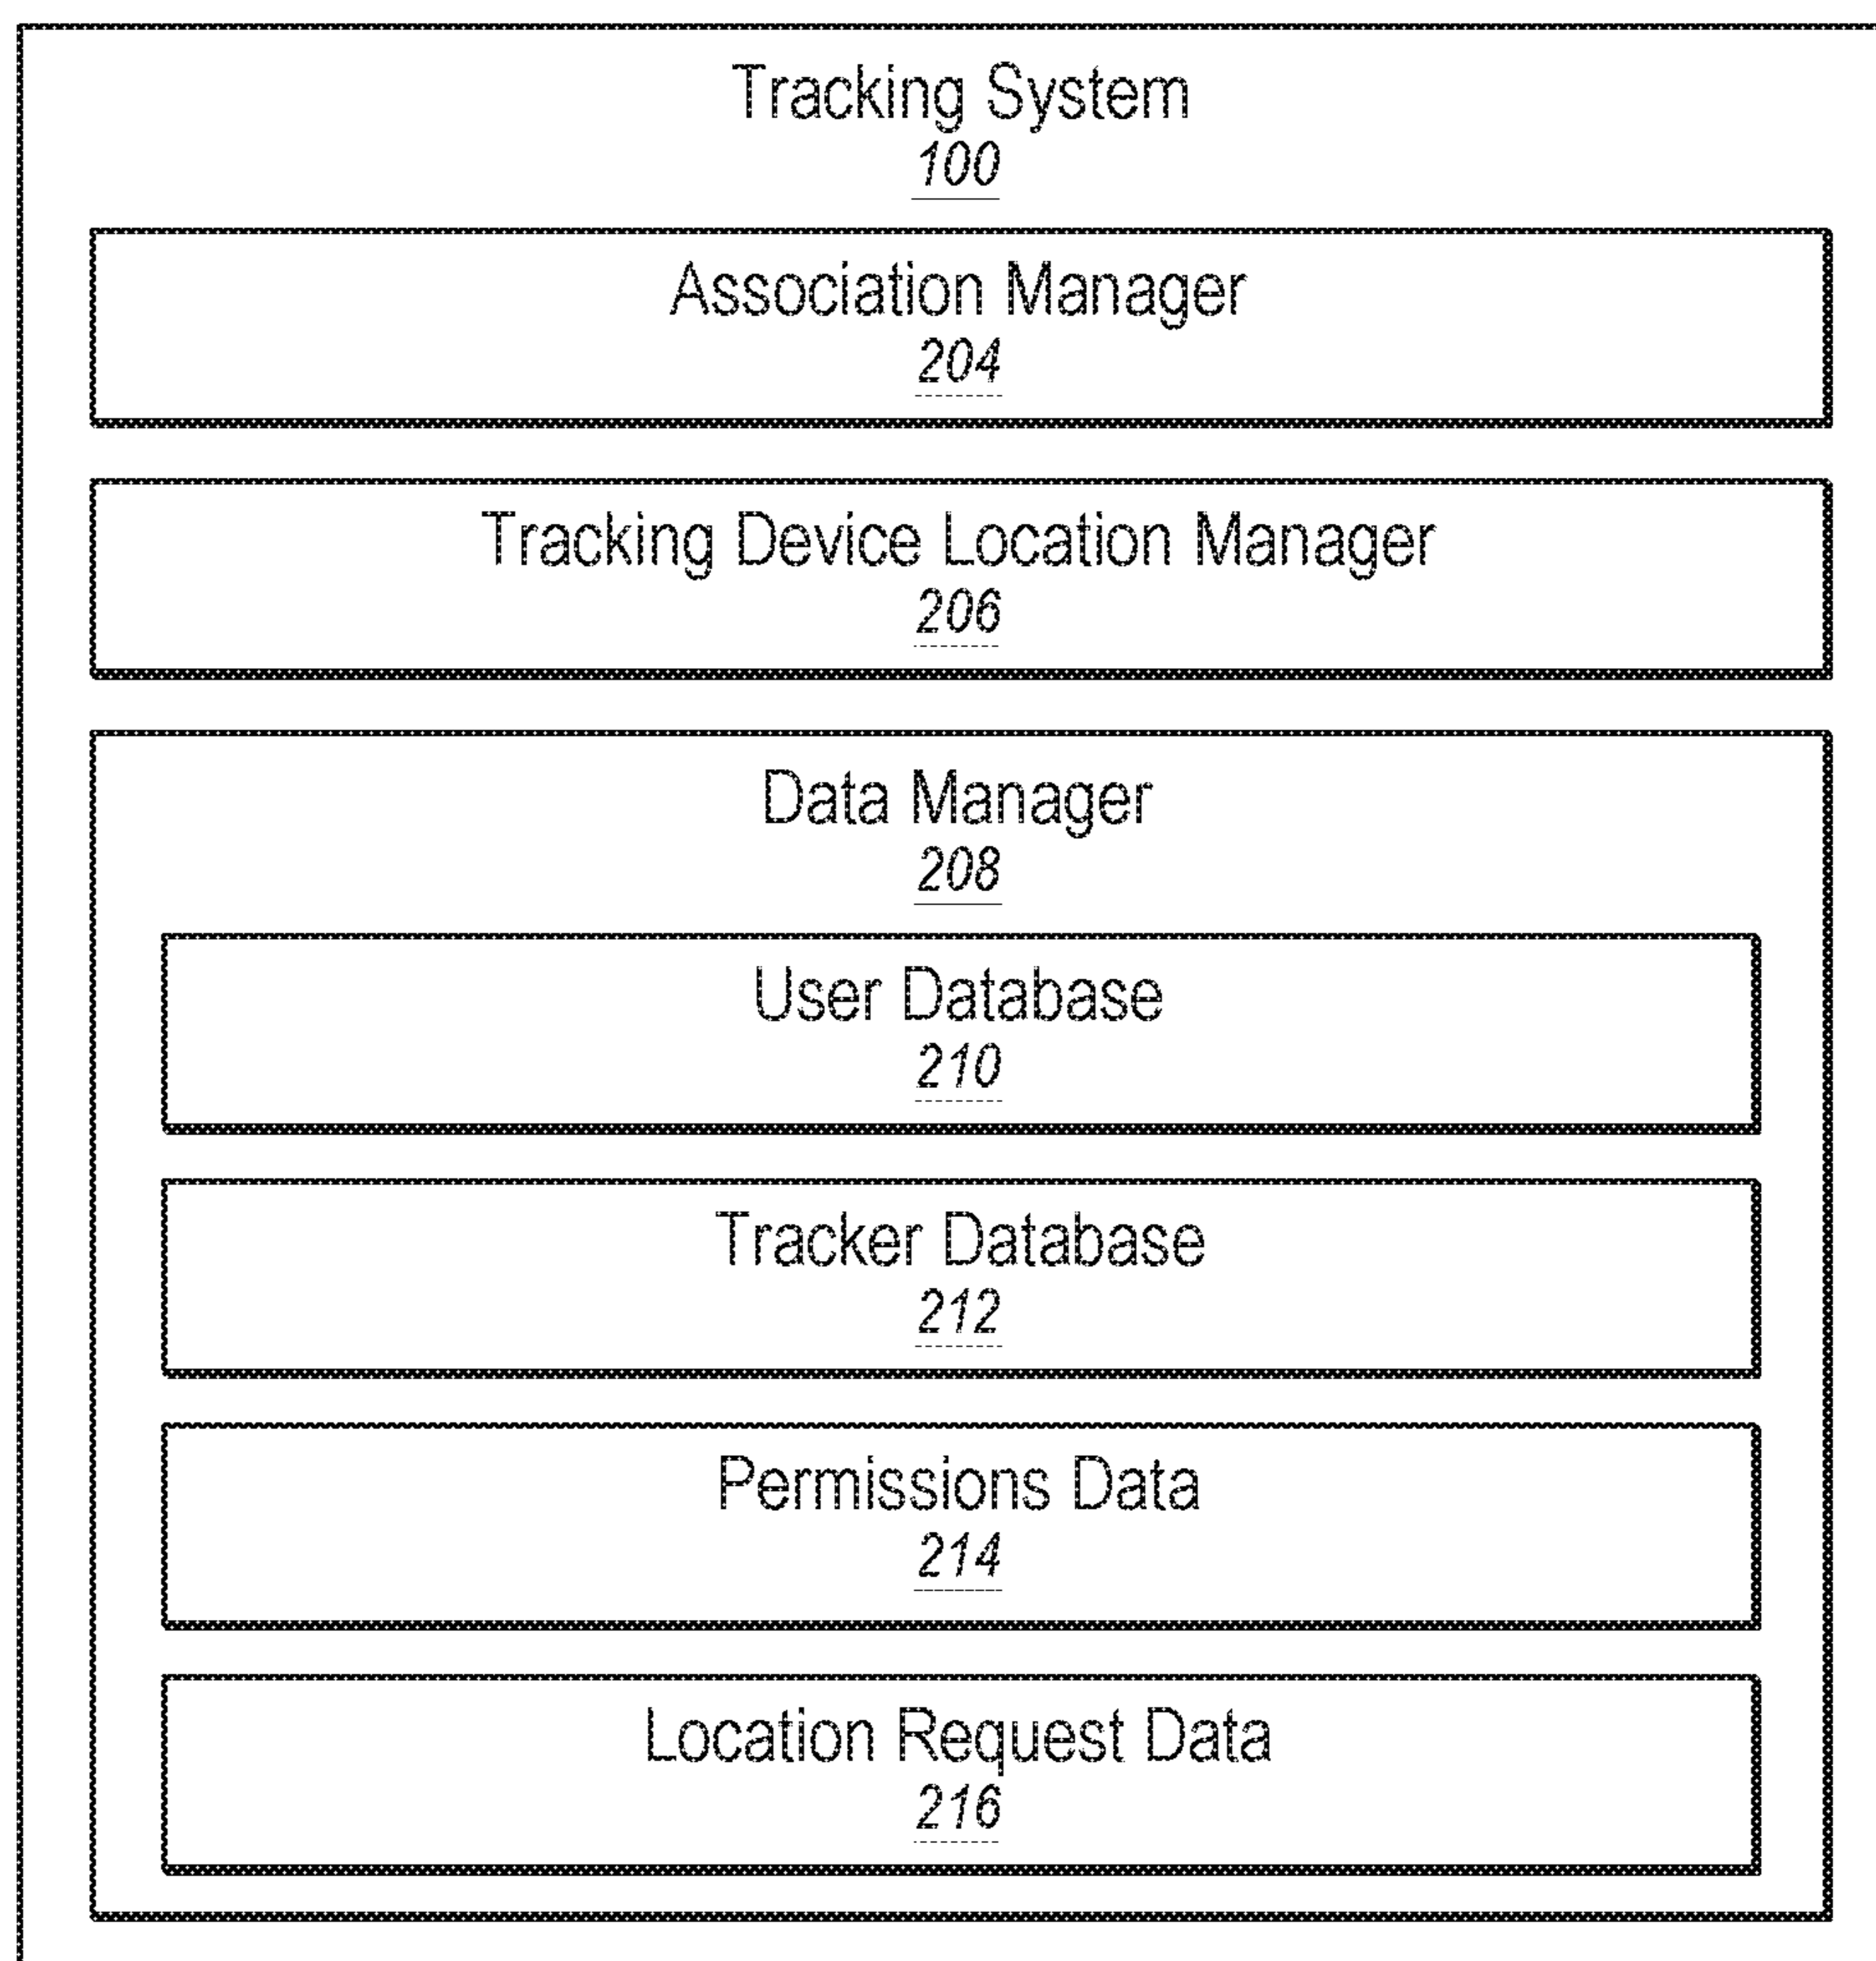 Tracking System
100
Association Manager
204
Tracking Device Location Manager
206
Data Manager
208
User Database
210
Tracker Database
212
Permissions Data
214
Location Request Data
216